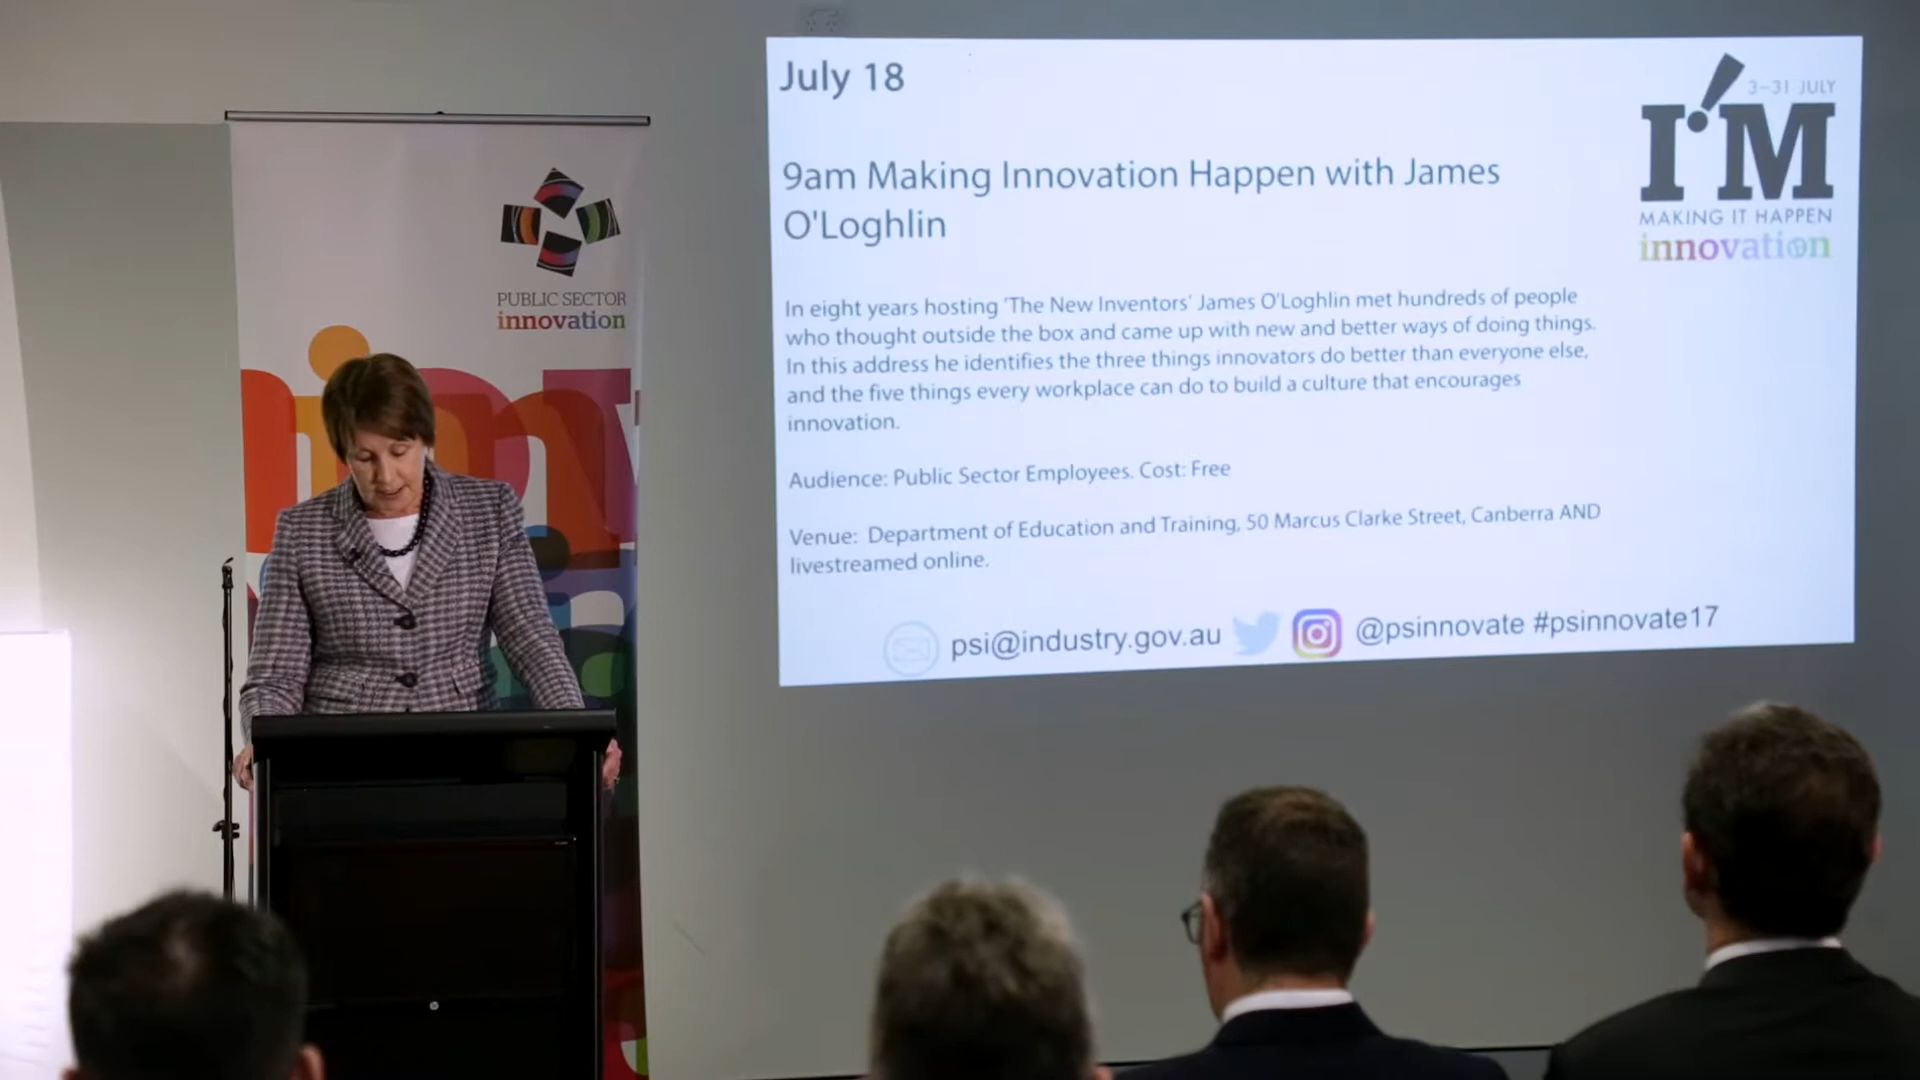 July 18
9am Making Innovation Happen with James
O'Loghlin
In eight years hosting 'The New Inventors' James O'Loghlin met hundreds of people
who thought outside the box and came up with new and better ways of doing things.
In this address he identifies the three things innovators do better than everyone else,
and the five things every workplace can do to build a culture that encourages
innovation.
Audience: Public Sector Employees. Cost: Free
Venue: Department of Education and Training, 50 Marcus Clarke Street, Canberra AND
livestreamed online.
psi@industry.gov.au @psinnovate #psinnovate17
3–31 JULY
I'M
MAKING IT HAPPEN
innovation
PUBLIC SECTOR
innovation